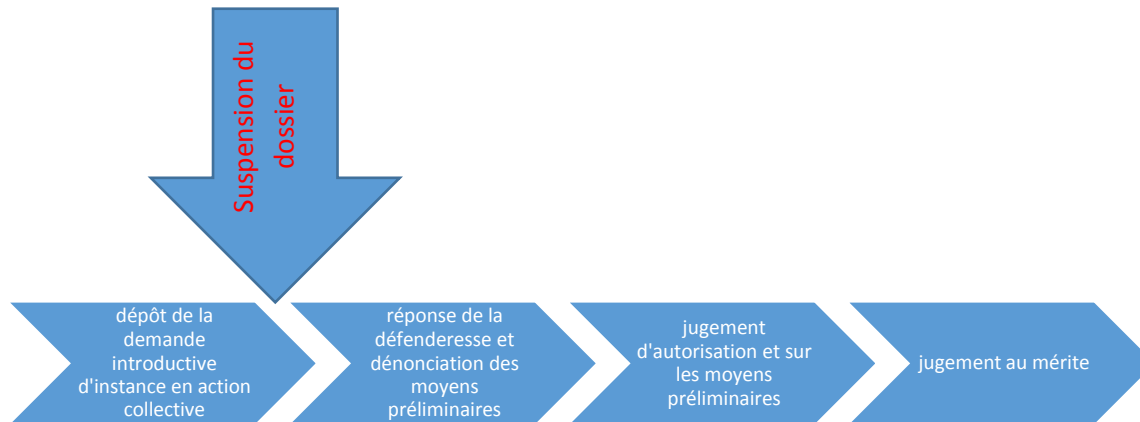 Suspension du
dossier
dépôt de la
demande
introductive
d'instance en action
collective
réponse de la
défenderesse et
dénonciation des
moyens
préliminaires
jugement
d'autorisation et sur
les moyens
préliminaires
jugement au mérite